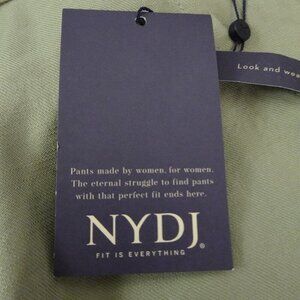 Look and wea
Pants made by women, for women.
The eternal struggle to find pants
with that perfect fit ends here.
NYDJ®
FIT IS EVERYTHING